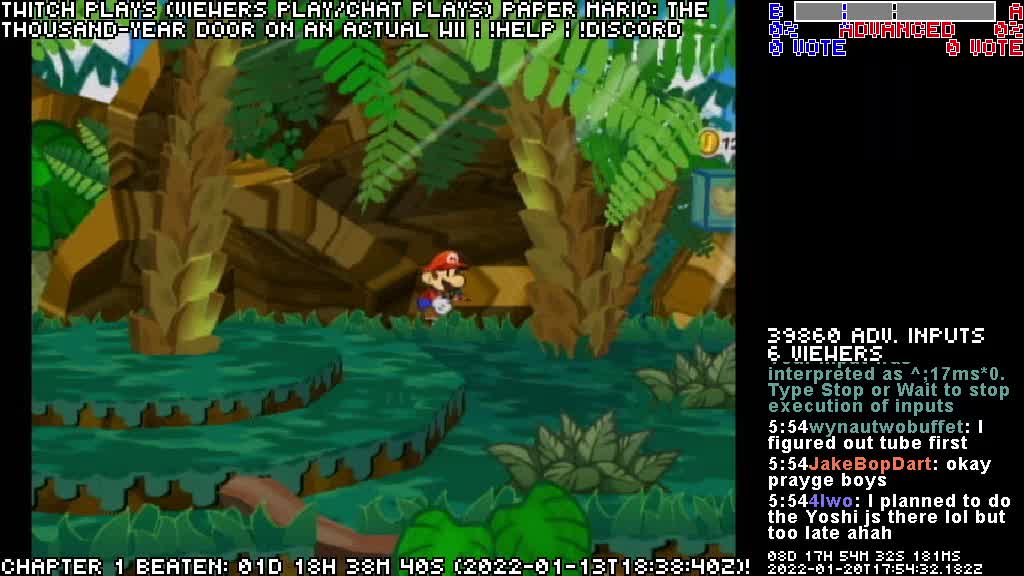 TWITCH PLAYS (VIEWERS PLAY/CHAT PLAYS) PAPER MARIO: THE
THOUSAND-YEAR DOOR ON AN ACTUAL WII | !HELP | !DISCORD
B A
0% ADVANCED 0%
0 VOTE 0 VOTE
39860 ADV. INPUTS
6 VIEWERS
interpreted as ^;17ms*0.
Type Stop or Wait to stop
execution of inputs
5:54wynautwobuffet: I
figured out tube first
5:54JakeBopDart: okay
prayge boys
5:544lwo: I planned to do
the Yoshi js there lol but
too late ahah
08D 17H 54M 32S 181MS
2022-01-20T17:54:32.182Z
CHAPTER 1 BEATEN: 01D 18H 38M 40S (2022-01-13T18:38:40Z)!